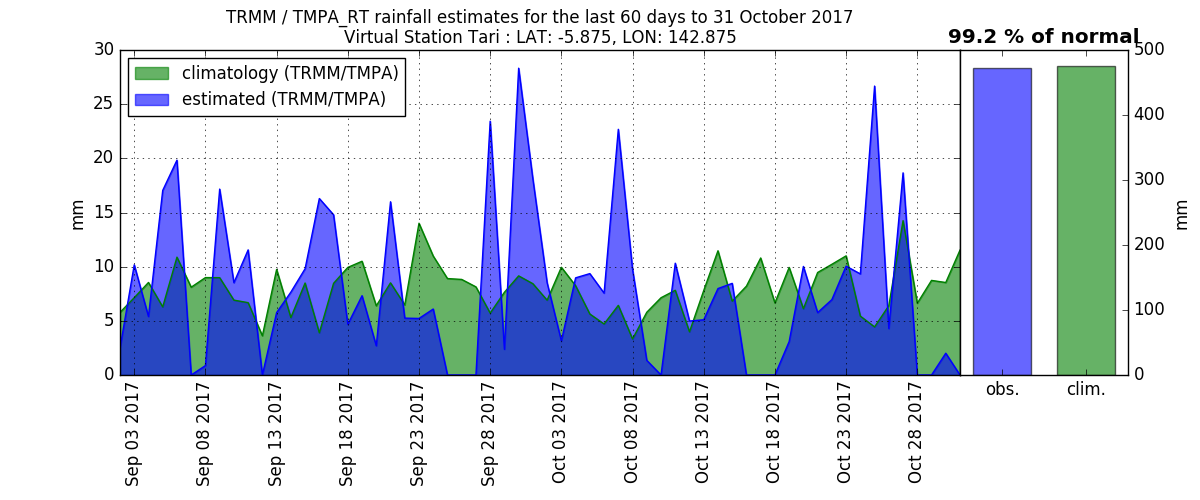 TRMM / TMPA_RT rainfall estimates for the last 60 days to 31 October 2017
Virtual Station Tari : LAT: -5.875, LON: 142.875
99.2 % of normal
climatology (TRMM/TMPA)
estimated (TRMM/TMPA)
mm
30
25
20
15
10
5
0
Sep 03 2017
Sep 08 2017
Sep 13 2017
Sep 18 2017
Sep 23 2017
Sep 28 2017
Oct 03 2017
Oct 08 2017
Oct 13 2017
Oct 18 2017
Oct 23 2017
Oct 28 2017
obs.
clim.
500
400
300
200
100
0
mm